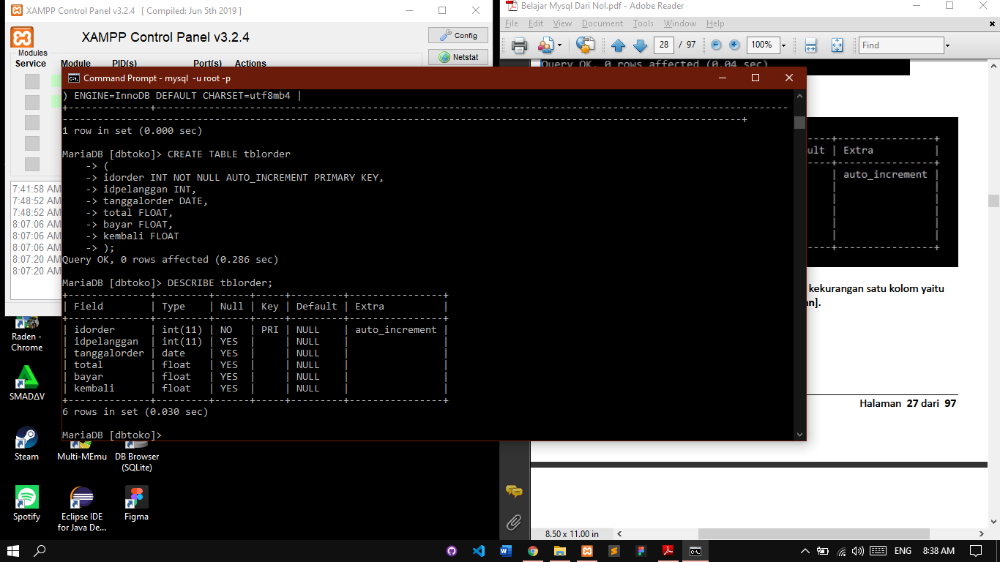 XAMPP Control Panel v3.2.4 [ Compiled: Jun 5th 2019 ]
XAMPP Control Panel v3.2.4
Config
Netstat
Modules
Service Module PID(s) Port(s) Actions
7:41:58 AM
7:48:52 AM
7:48:52 AM
8:07:06 AM
8:07:06 AM
8:07:06 AM
8:07:20 AM
8:07:20 AM
Belajar Mysql Dari Nol.pdf - Adobe Reader
File Edit View Document Tools Window Help
28 / 97 100% Find
Query OK, 0 rows affected (0.04 sec)
ult | Extra |
| auto_increment |
kekurangan satu kolom yaitu
an].
Halaman 27 dari 97
8.50 x 11.00 in
Command Prompt - mysql -u root -p
) ENGINE=InnoDB DEFAULT CHARSET=utf8mb4 |
1 row in set (0.000 sec)
MariaDB [dbtoko]> CREATE TABLE tblorder
-> (
-> idorder INT NOT NULL AUTO_INCREMENT PRIMARY KEY,
-> idpelanggan INT,
-> tanggalorder DATE,
-> total FLOAT,
-> bayar FLOAT,
-> kembali FLOAT
-> );
Query OK, 0 rows affected (0.286 sec)
MariaDB [dbtoko]> DESCRIBE tblorder;
+--------------+---------+------+-----+---------+----------------+
| Field | Type | Null | Key | Default | Extra |
+--------------+---------+------+-----+---------+----------------+
| idorder | int(11) | NO | PRI | NULL | auto_increment |
| idpelanggan | int(11) | YES | | NULL | |
| tanggalorder | date | YES | | NULL | |
| total | float | YES | | NULL | |
| bayar | float | YES | | NULL | |
| kembali | float | YES | | NULL | |
+--------------+---------+------+-----+---------+----------------+
6 rows in set (0.030 sec)
MariaDB [dbtoko]>
Raden -
Chrome
SMADΔV
Steam
Multi-MEmu
DB Browser
(SQLite)
Spotify
Eclipse IDE
for Java De...
Figma
ENG 8:38 AM